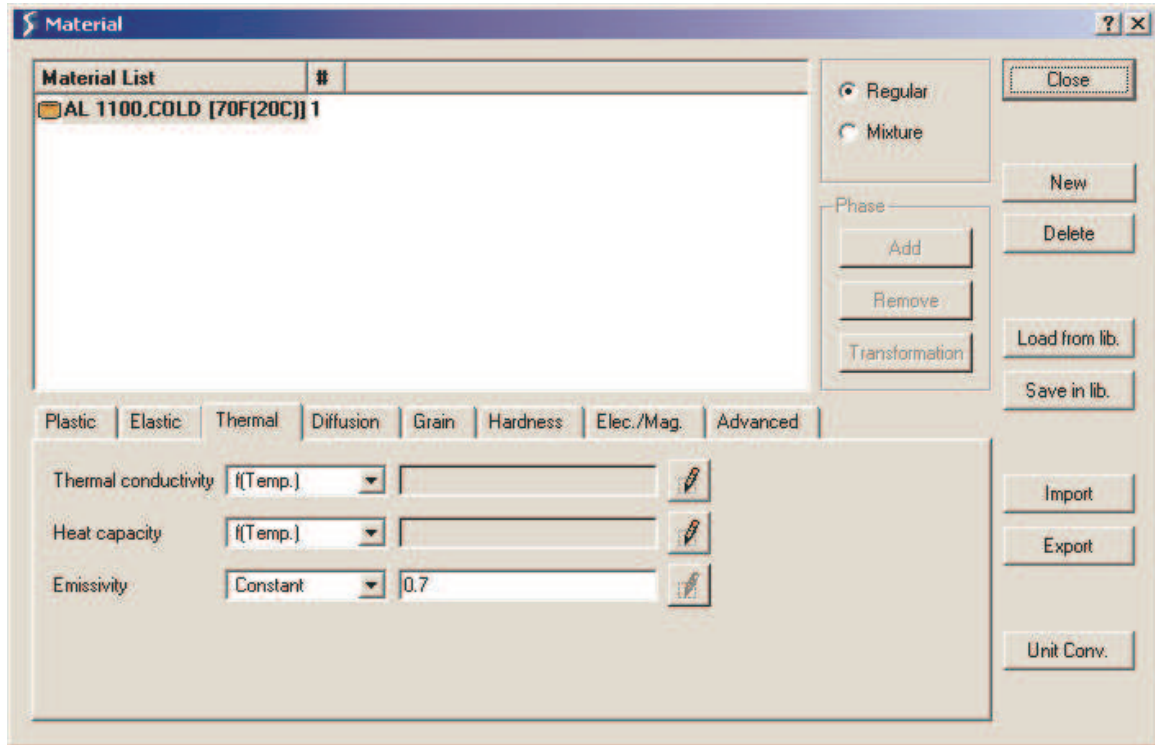 Material
Material List #
AL 1100,COLD [70F(20C)] 1
Regular
Mixture
Phase
Add
Remove
Transformation
Close
New
Delete
Load from lib.
Save in lib.
Plastic Elastic Thermal Diffusion Grain Hardness Elec./Mag. Advanced
Thermal conductivity f(Temp.)
Heat capacity f(Temp.)
Emissivity Constant 0.7
Import
Export
Unit Conv.